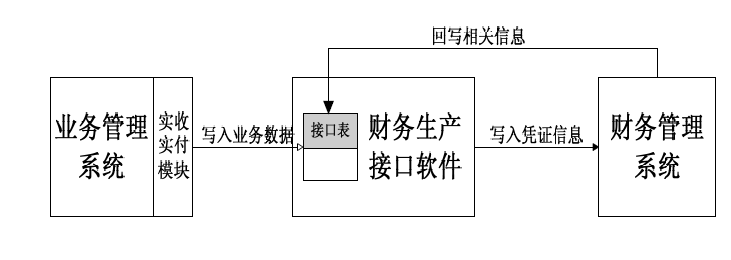 回写相关信息
业务管理
系统
实收
实付
模块
写入业务数据
接口表
财务生产
接口软件
写入凭证信息
财务管理
系统